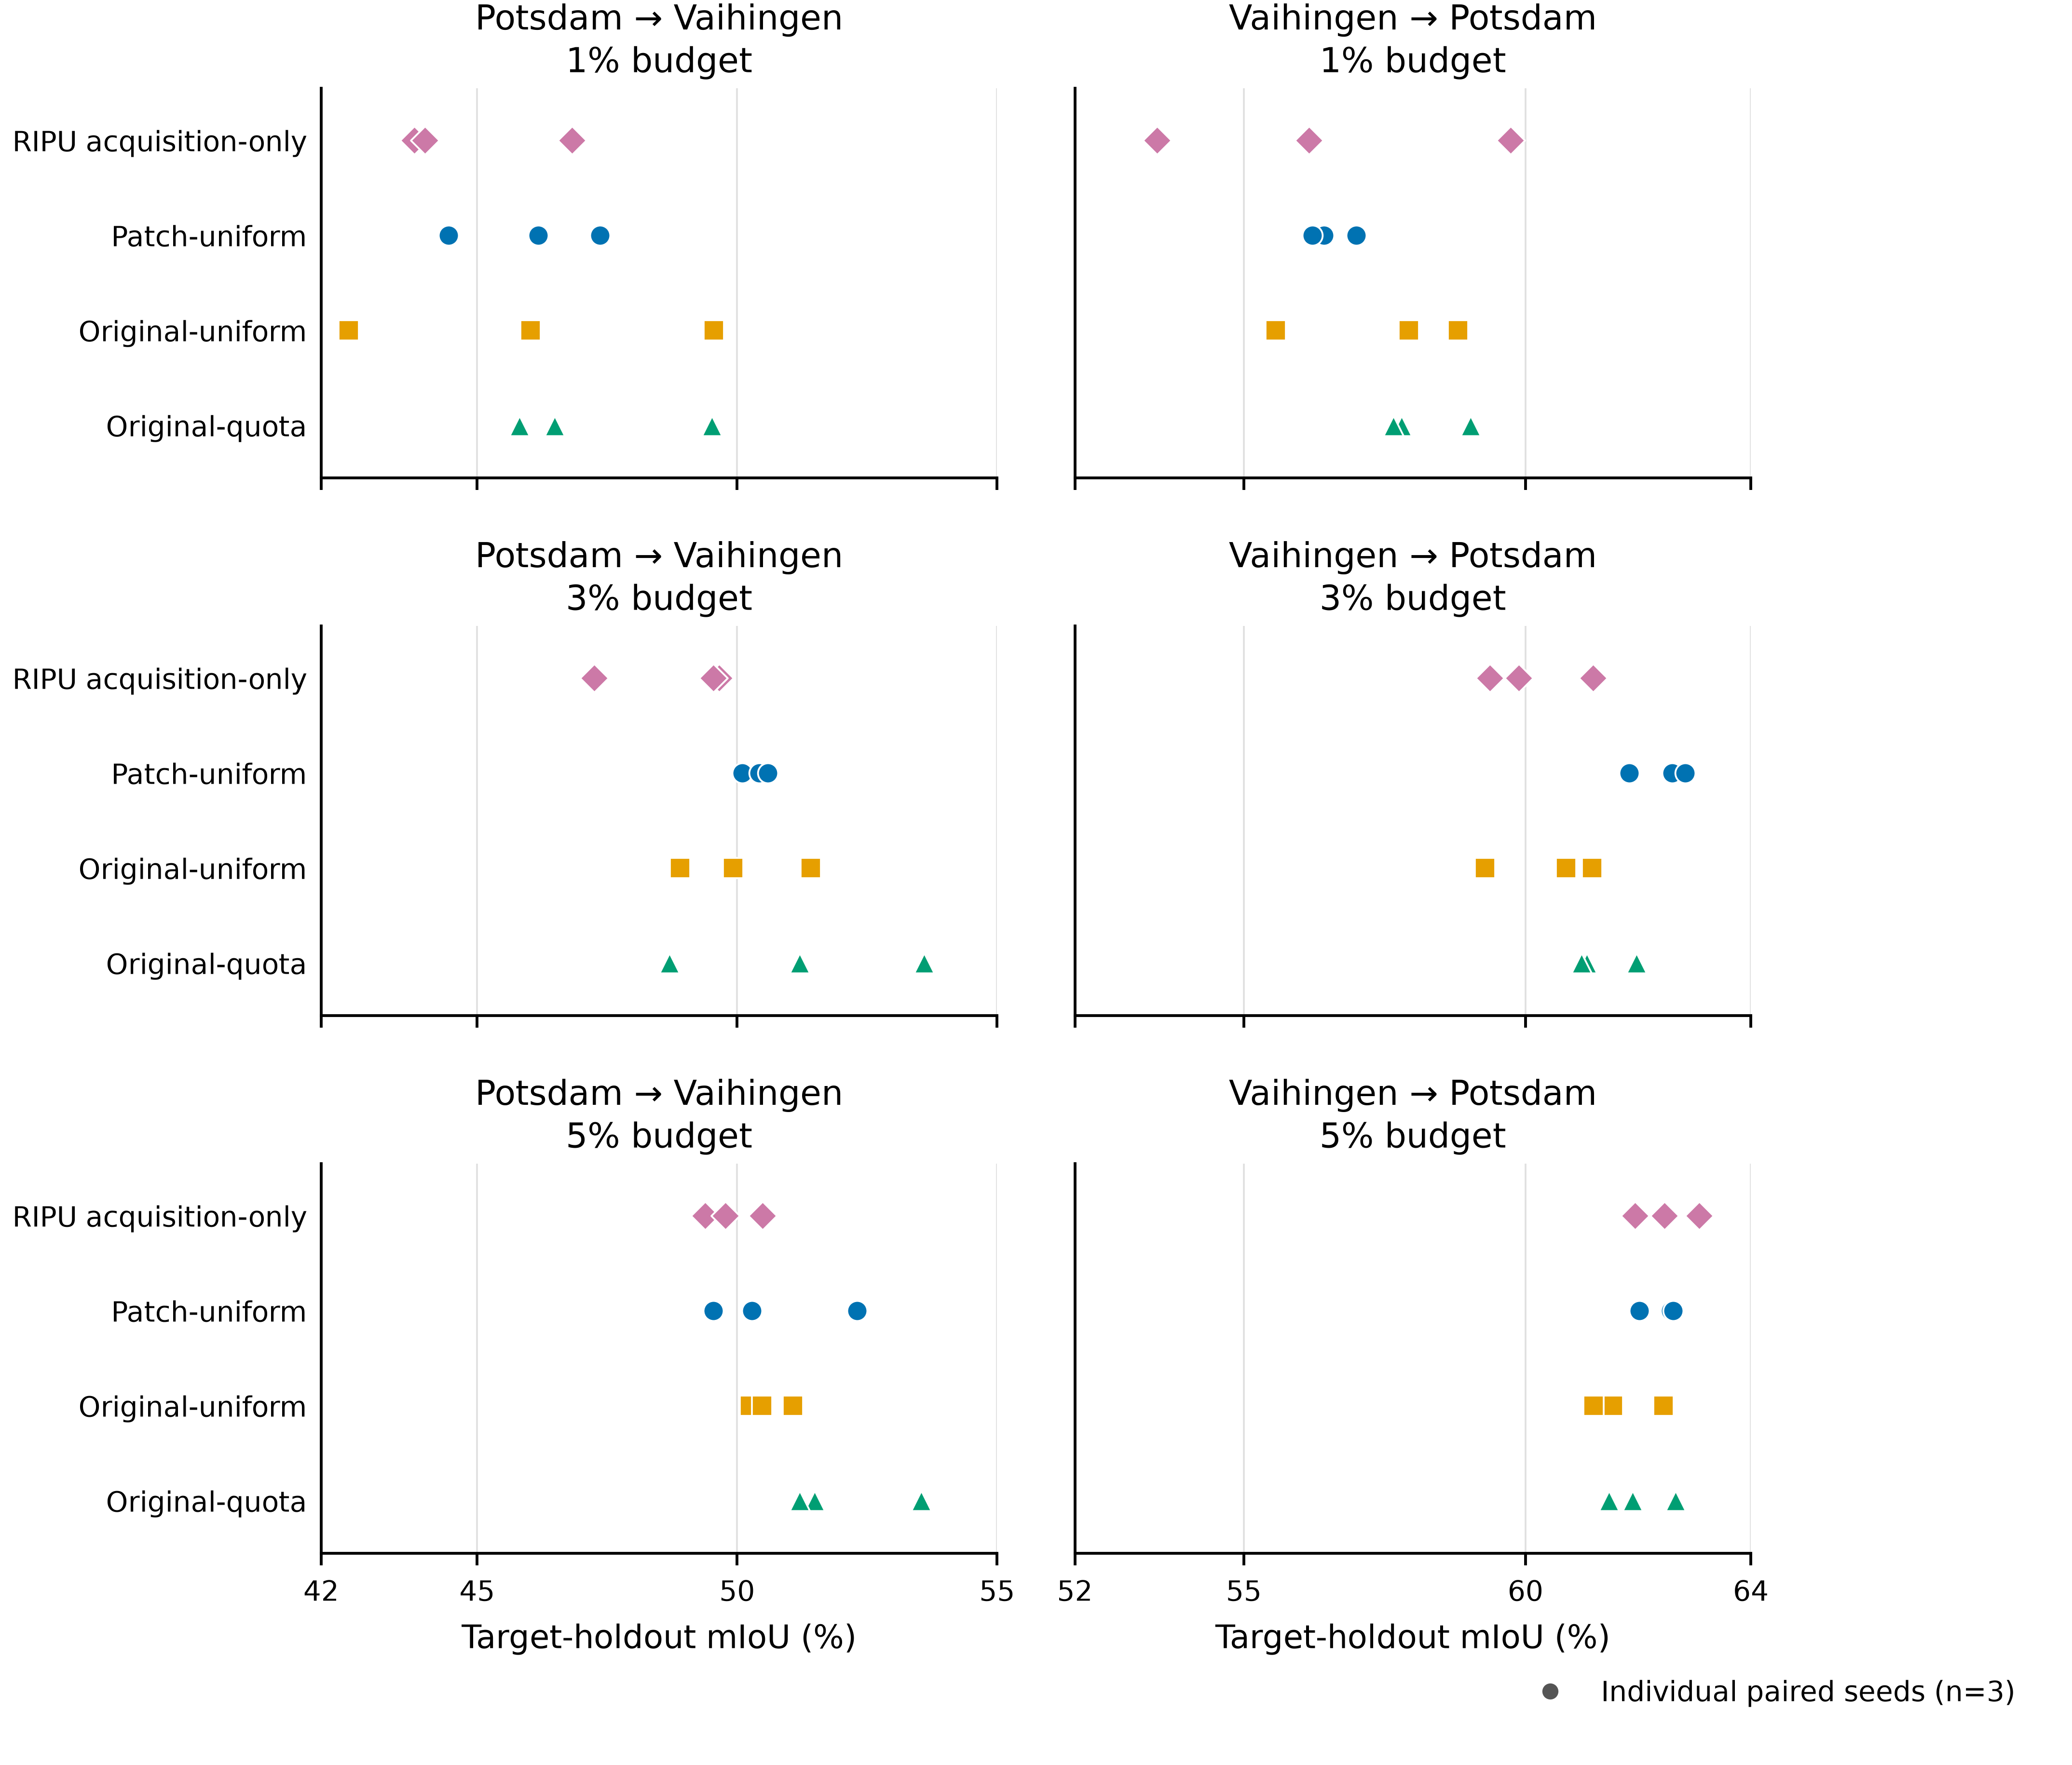 Potsdam → Vaihingen
1% budget
Vaihingen → Potsdam
1% budget
RIPU acquisition-only
Patch-uniform
Original-uniform
Original-quota
Potsdam → Vaihingen
3% budget
Vaihingen → Potsdam
3% budget
RIPU acquisition-only
Patch-uniform
Original-uniform
Original-quota
Potsdam → Vaihingen
5% budget
Vaihingen → Potsdam
5% budget
RIPU acquisition-only
Patch-uniform
Original-uniform
Original-quota
42 45 50 55
52 55 60 64
Target-holdout mIoU (%)
Target-holdout mIoU (%)
Individual paired seeds (n=3)